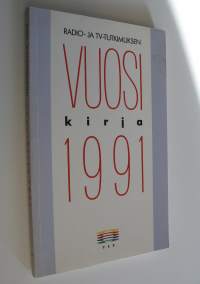 RADIO- JA TV-TUTKIMUKSEN
VUOSI
kirja
1991